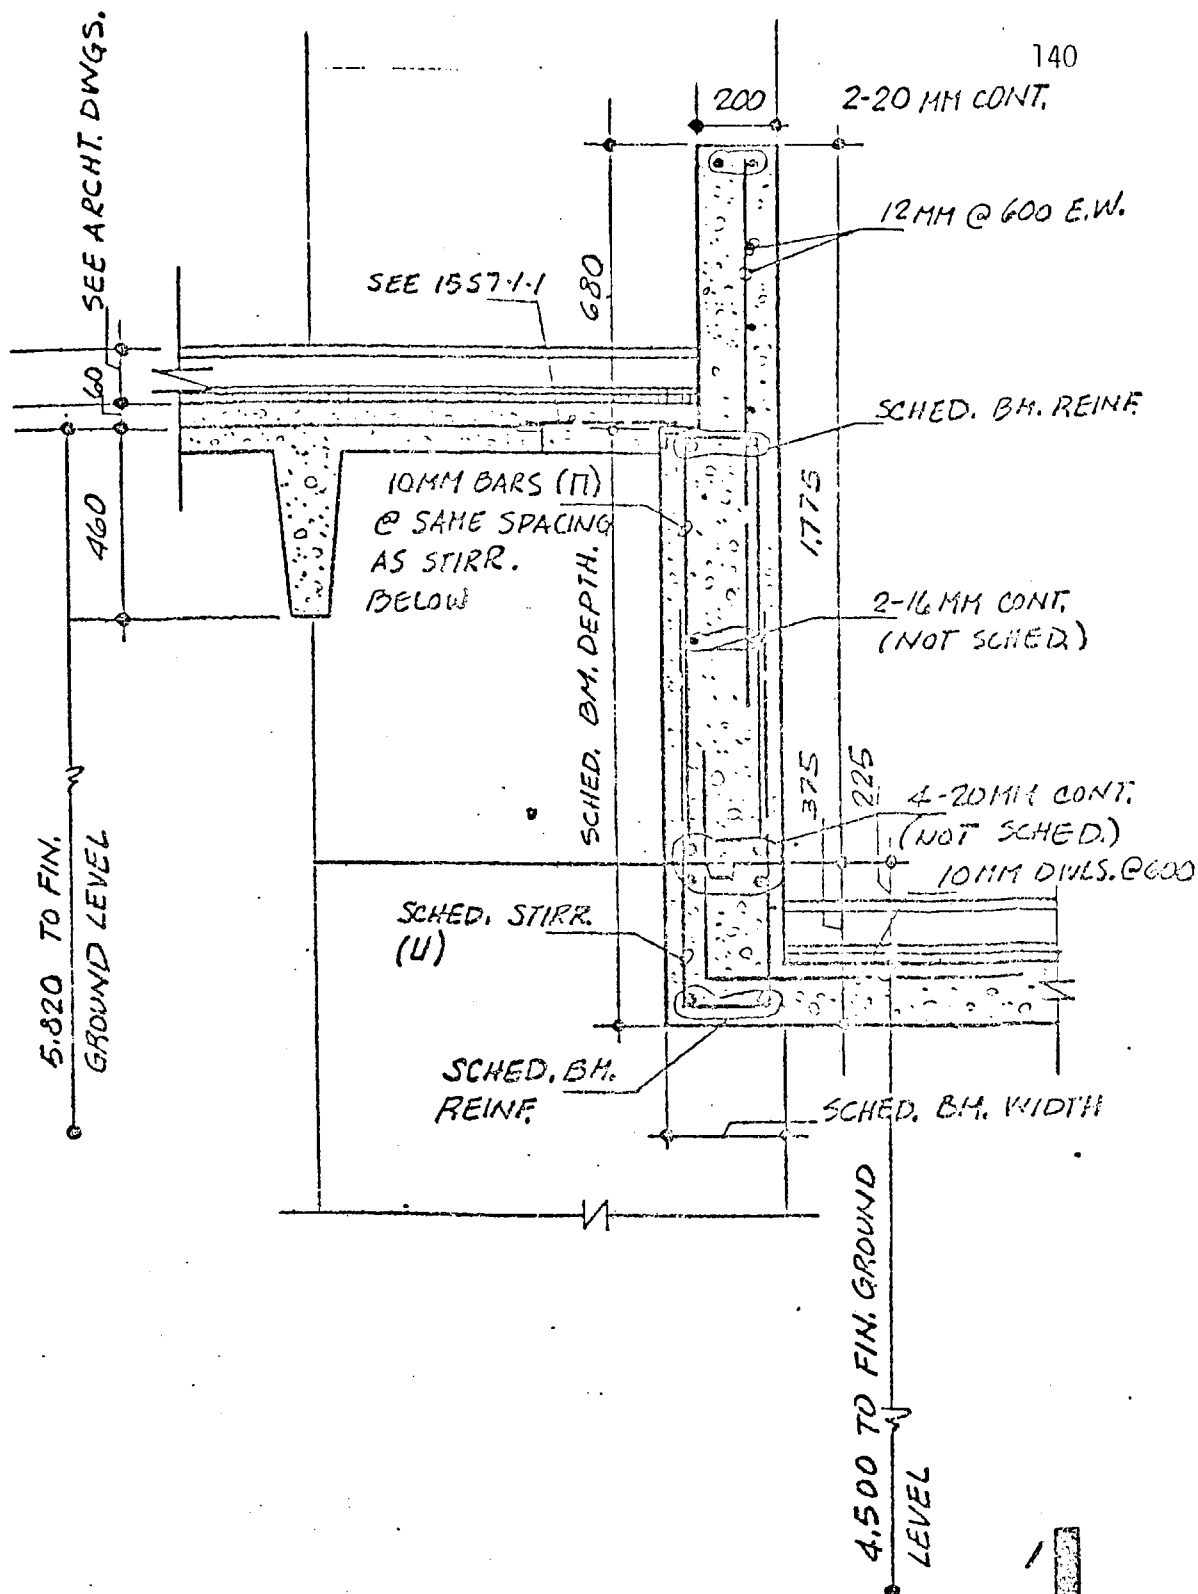 140
SEE ARCHT. DWGS.
200
2-20 MM CONT.
12MM @ 600 E.W.
680
SEE 1557-1-1
60
SCHED. BM. REINF.
460
10MM BARS (Π)
@ SAME SPACING
AS STIRR.
BELOW
1.775
2-16 MM CONT.
(NOT SCHED.)
SCHED. BM. DEPTH.
375
225
4-20MM CONT.
(NOT SCHED.)
10MM DWLS. @600
5.820 TO FIN.
GROUND LEVEL
SCHED. STIRR.
(U)
SCHED. BM.
REINF.
SCHED. BM. WIDTH
4.500 TO FIN. GROUND
LEVEL